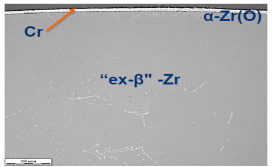 Cr
α-Zr(O)
“ex-β" -Zr